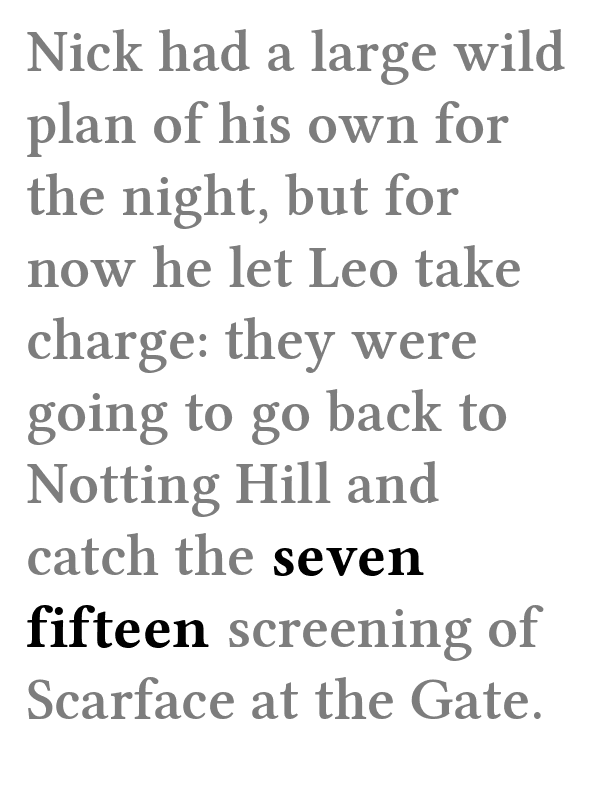 Nick had a large wild
plan of his own for
the night, but for
now he let Leo take
charge: they were
going to go back to
Notting Hill and
catch the seven
fifteen screening of
Scarface at the Gate.